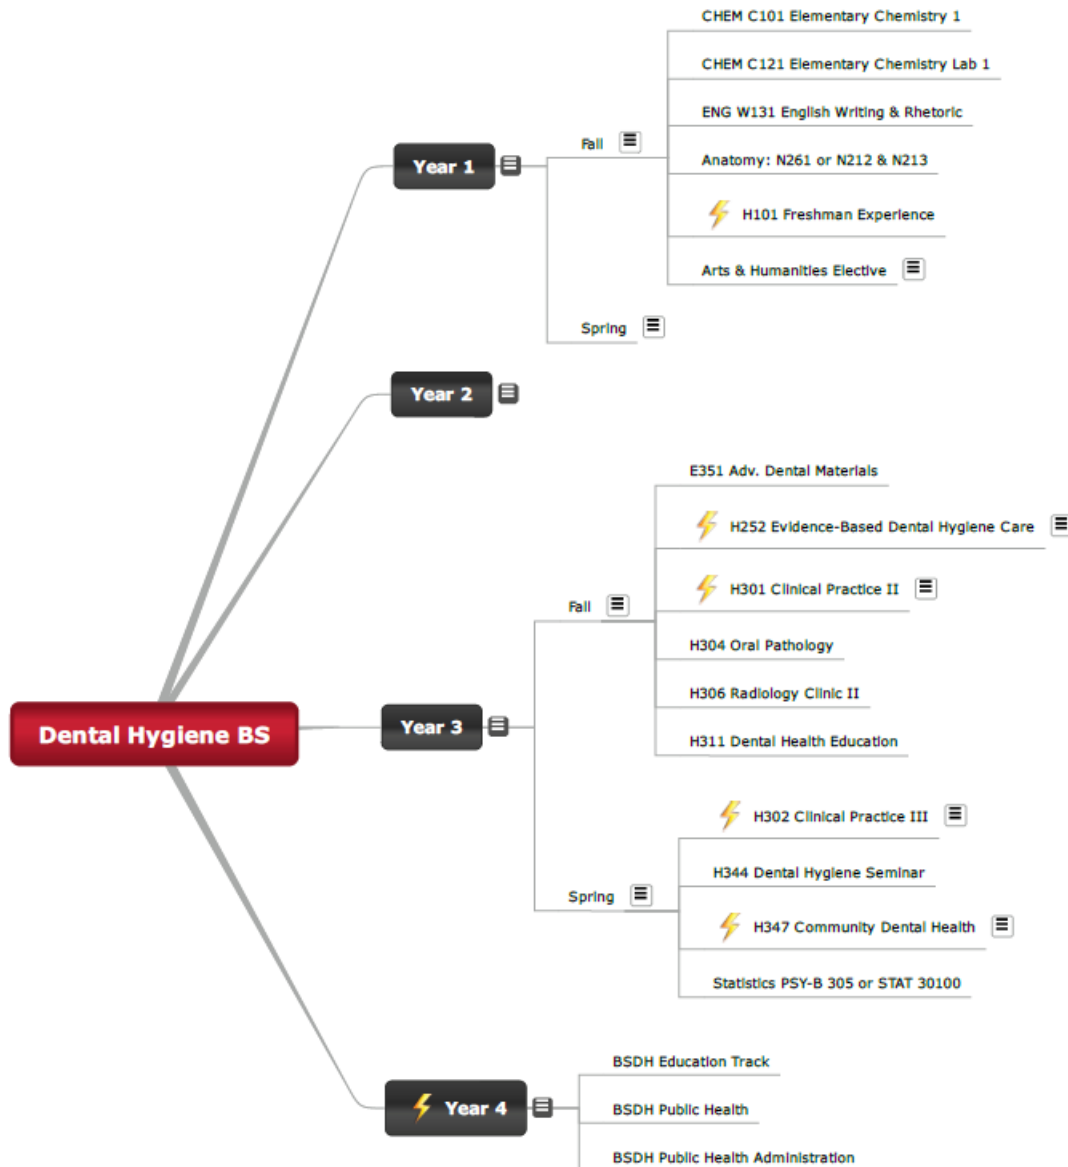 CHEM C101 Elementary Chemistry 1
CHEM C121 Elementary Chemistry Lab 1
ENG W131 English Writing & Rhetoric
Fall
Year 1
Anatomy: N261 or N212 & N213
H101 Freshman Experience
Arts & Humanities Elective
Spring
Year 2
E351 Adv. Dental Materials
H252 Evidence-Based Dental Hygiene Care
H301 Clinical Practice II
Fall
H304 Oral Pathology
H306 Radiology Clinic II
Dental Hygiene BS
Year 3
H311 Dental Health Education
H302 Clinical Practice III
H344 Dental Hygiene Seminar
Spring
H347 Community Dental Health
Statistics PSY-B 305 or STAT 30100
BSDH Education Track
Year 4
BSDH Public Health
BSDH Public Health Administration